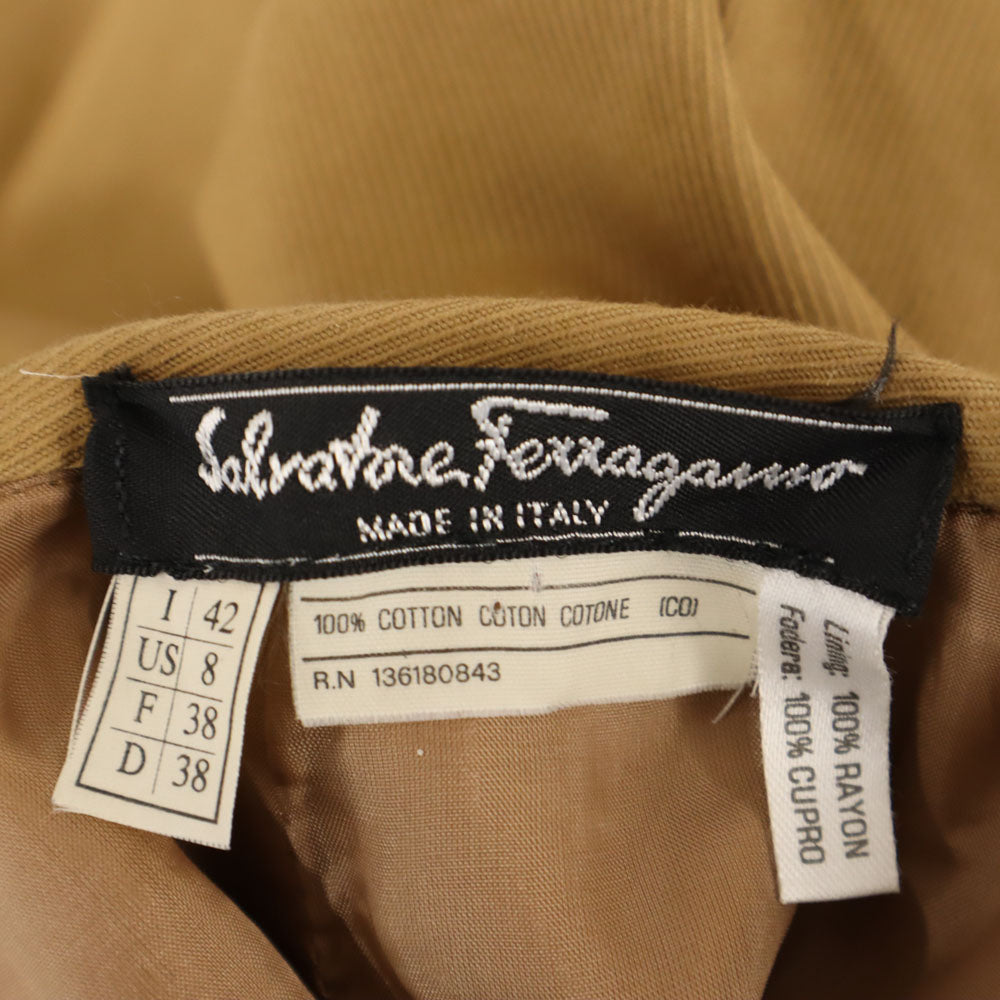 Salvatore Ferragamo
MADE IN ITALY
I 42
US 8
F 38
D 38
100% COTTON COTON COTONE (CO)
R.N 136180843
Lining: 100% RAYON
Fodera: 100% CUPRO